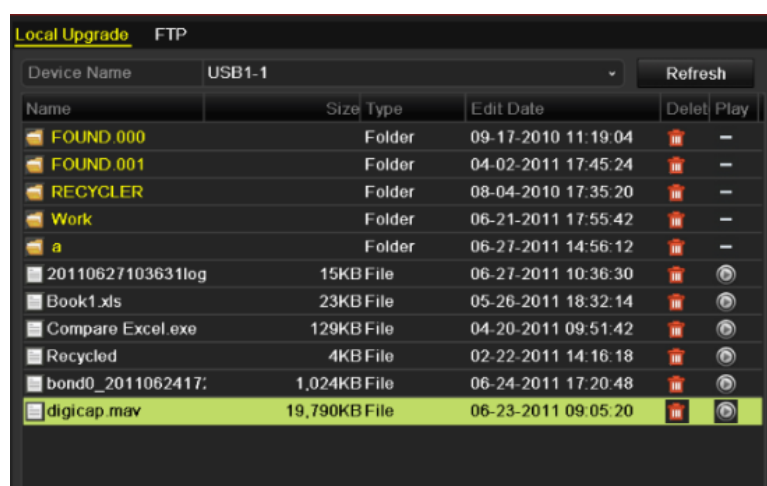 Local Upgrade FTP
Device Name USB1-1 Refresh
Name Size Type Edit Date Delet Play
FOUND.000 Folder 09-17-2010 11:19:04 –
FOUND.001 Folder 04-02-2011 17:45:24 –
RECYCLER Folder 08-04-2010 17:35:20 –
Work Folder 06-21-2011 17:55:42 –
a Folder 06-27-2011 14:56:12 –
20110627103631log 15KB File 06-27-2011 10:36:30
Book1.xls 23KB File 05-26-2011 18:32:14
Compare Excel.exe 129KB File 04-20-2011 09:51:42
Recycled 4KB File 02-22-2011 14:16:18
bond0_2011062417: 1,024KB File 06-24-2011 17:20:48
digicap.mav 19,790KB File 06-23-2011 09:05:20